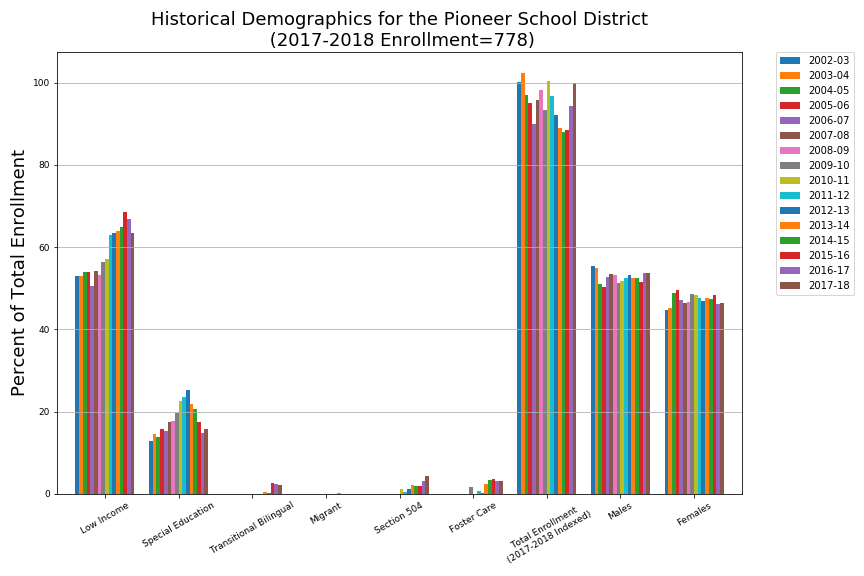 Historical Demographics for the Pioneer School District
(2017-2018 Enrollment=778)
Percent of Total Enrollment
100
80
60
40
20
0
Low Income
Special Education
Transitional Bilingual
Migrant
Section 504
Foster Care
Total Enrollment
(2017-2018 Indexed)
Males
Females
2002-03
2003-04
2004-05
2005-06
2006-07
2007-08
2008-09
2009-10
2010-11
2011-12
2012-13
2013-14
2014-15
2015-16
2016-17
2017-18